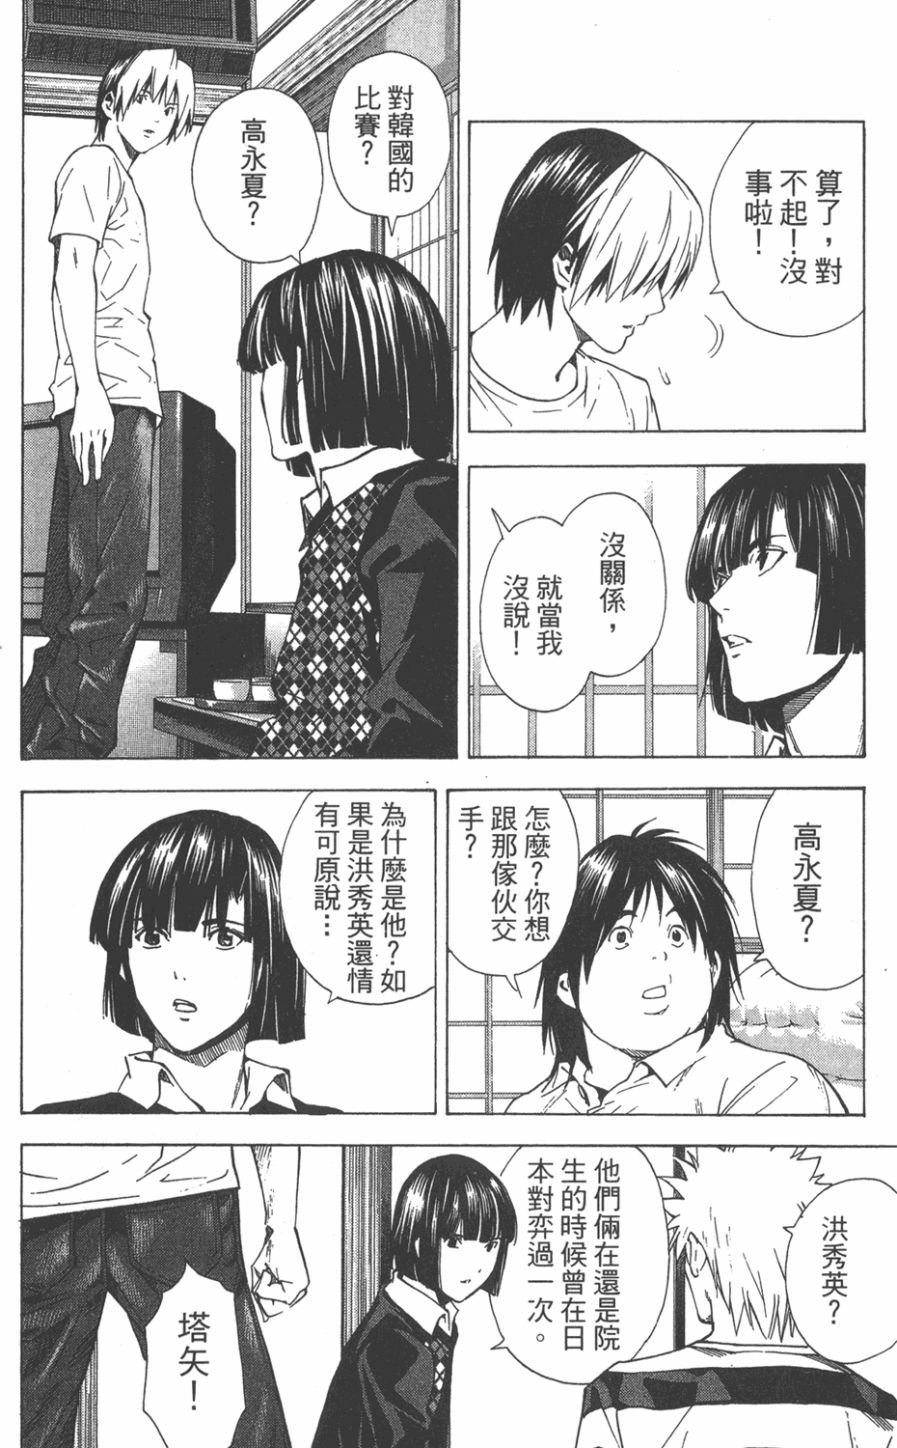 算了，對
不起！沒
事啦！
對韓國的
比賽？
高永夏？
沒關係，
就當我
沒說！
高永夏？
怎麼？你想
跟那傢伙交
手？
為什麼是他？如
果是洪秀英還情
有可原說…
洪秀英？
他們倆在還是院
生的時候曾在日
本對弈過一次。
塔矢！